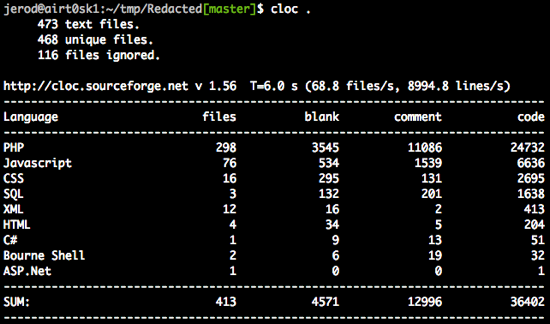 jerod@airt0sk1:~/tmp/Redacted[master]$ cloc .
473 text files.
468 unique files.
116 files ignored.
http://cloc.sourceforge.net v 1.56 T=6.0 s (68.8 files/s, 8994.8 lines/s)
-------------------------------------------------------------------------------
Language files blank comment code
-------------------------------------------------------------------------------
PHP 298 3545 11086 24732
Javascript 76 534 1539 6636
CSS 16 295 131 2695
SQL 3 132 201 1638
XML 12 16 2 413
HTML 4 34 5 204
C# 1 9 13 51
Bourne Shell 2 6 19 32
ASP.Net 1 0 0 1
-------------------------------------------------------------------------------
SUM: 413 4571 12996 36402
-------------------------------------------------------------------------------